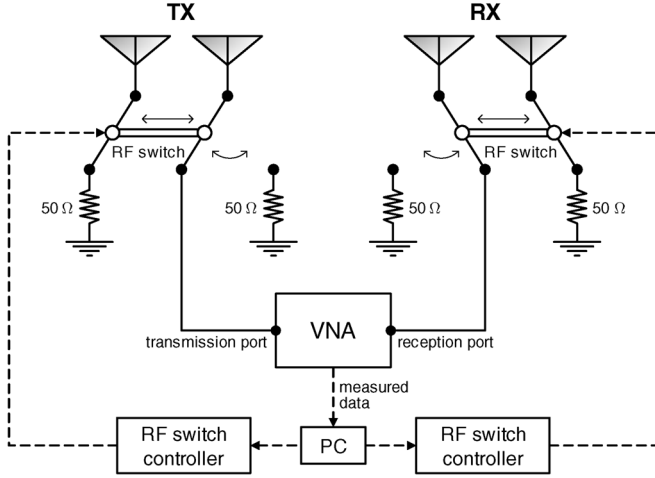 TX
RX
RF switch
RF switch
50 Ω
50 Ω
50 Ω
50 Ω
transmission port
VNA
reception port
measured
data
RF switch
controller
PC
RF switch
controller